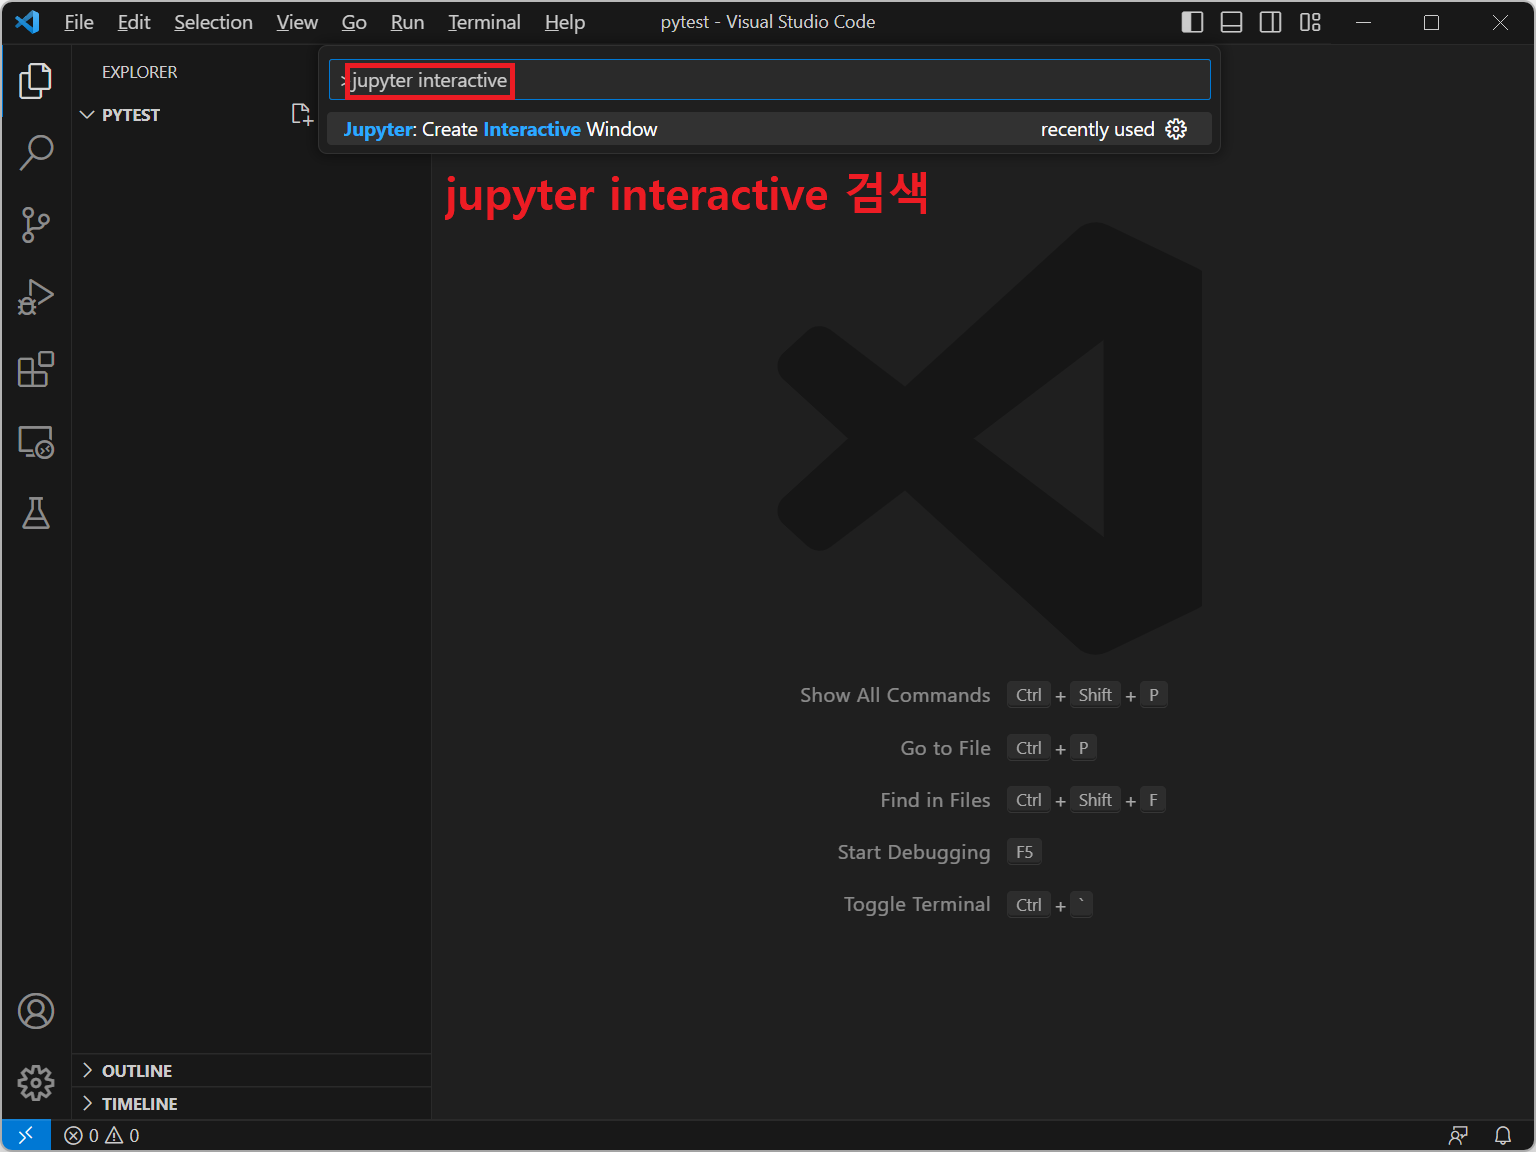 File Edit Selection View Go Run Terminal Help pytest - Visual Studio Code
EXPLORER
PYTEST
>jupyter interactive
Jupyter: Create Interactive Window recently used
jupyter interactive 검색
Show All Commands Ctrl + Shift + P
Go to File Ctrl + P
Find in Files Ctrl + Shift + F
Start Debugging F5
Toggle Terminal Ctrl + `
OUTLINE
TIMELINE
0 0